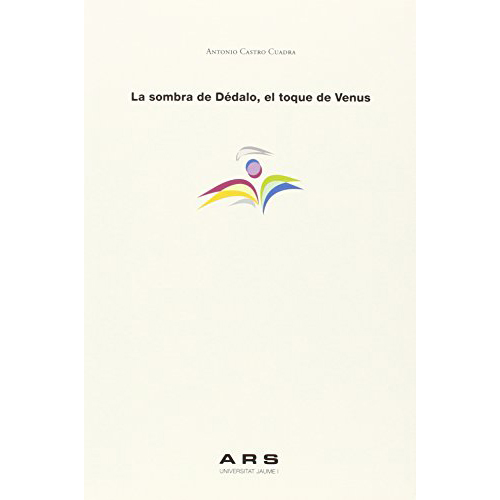 Antonio Castro Cuadra
La sombra de Dédalo, el toque de Venus
ARS
UNIVERSITAT JAUME I